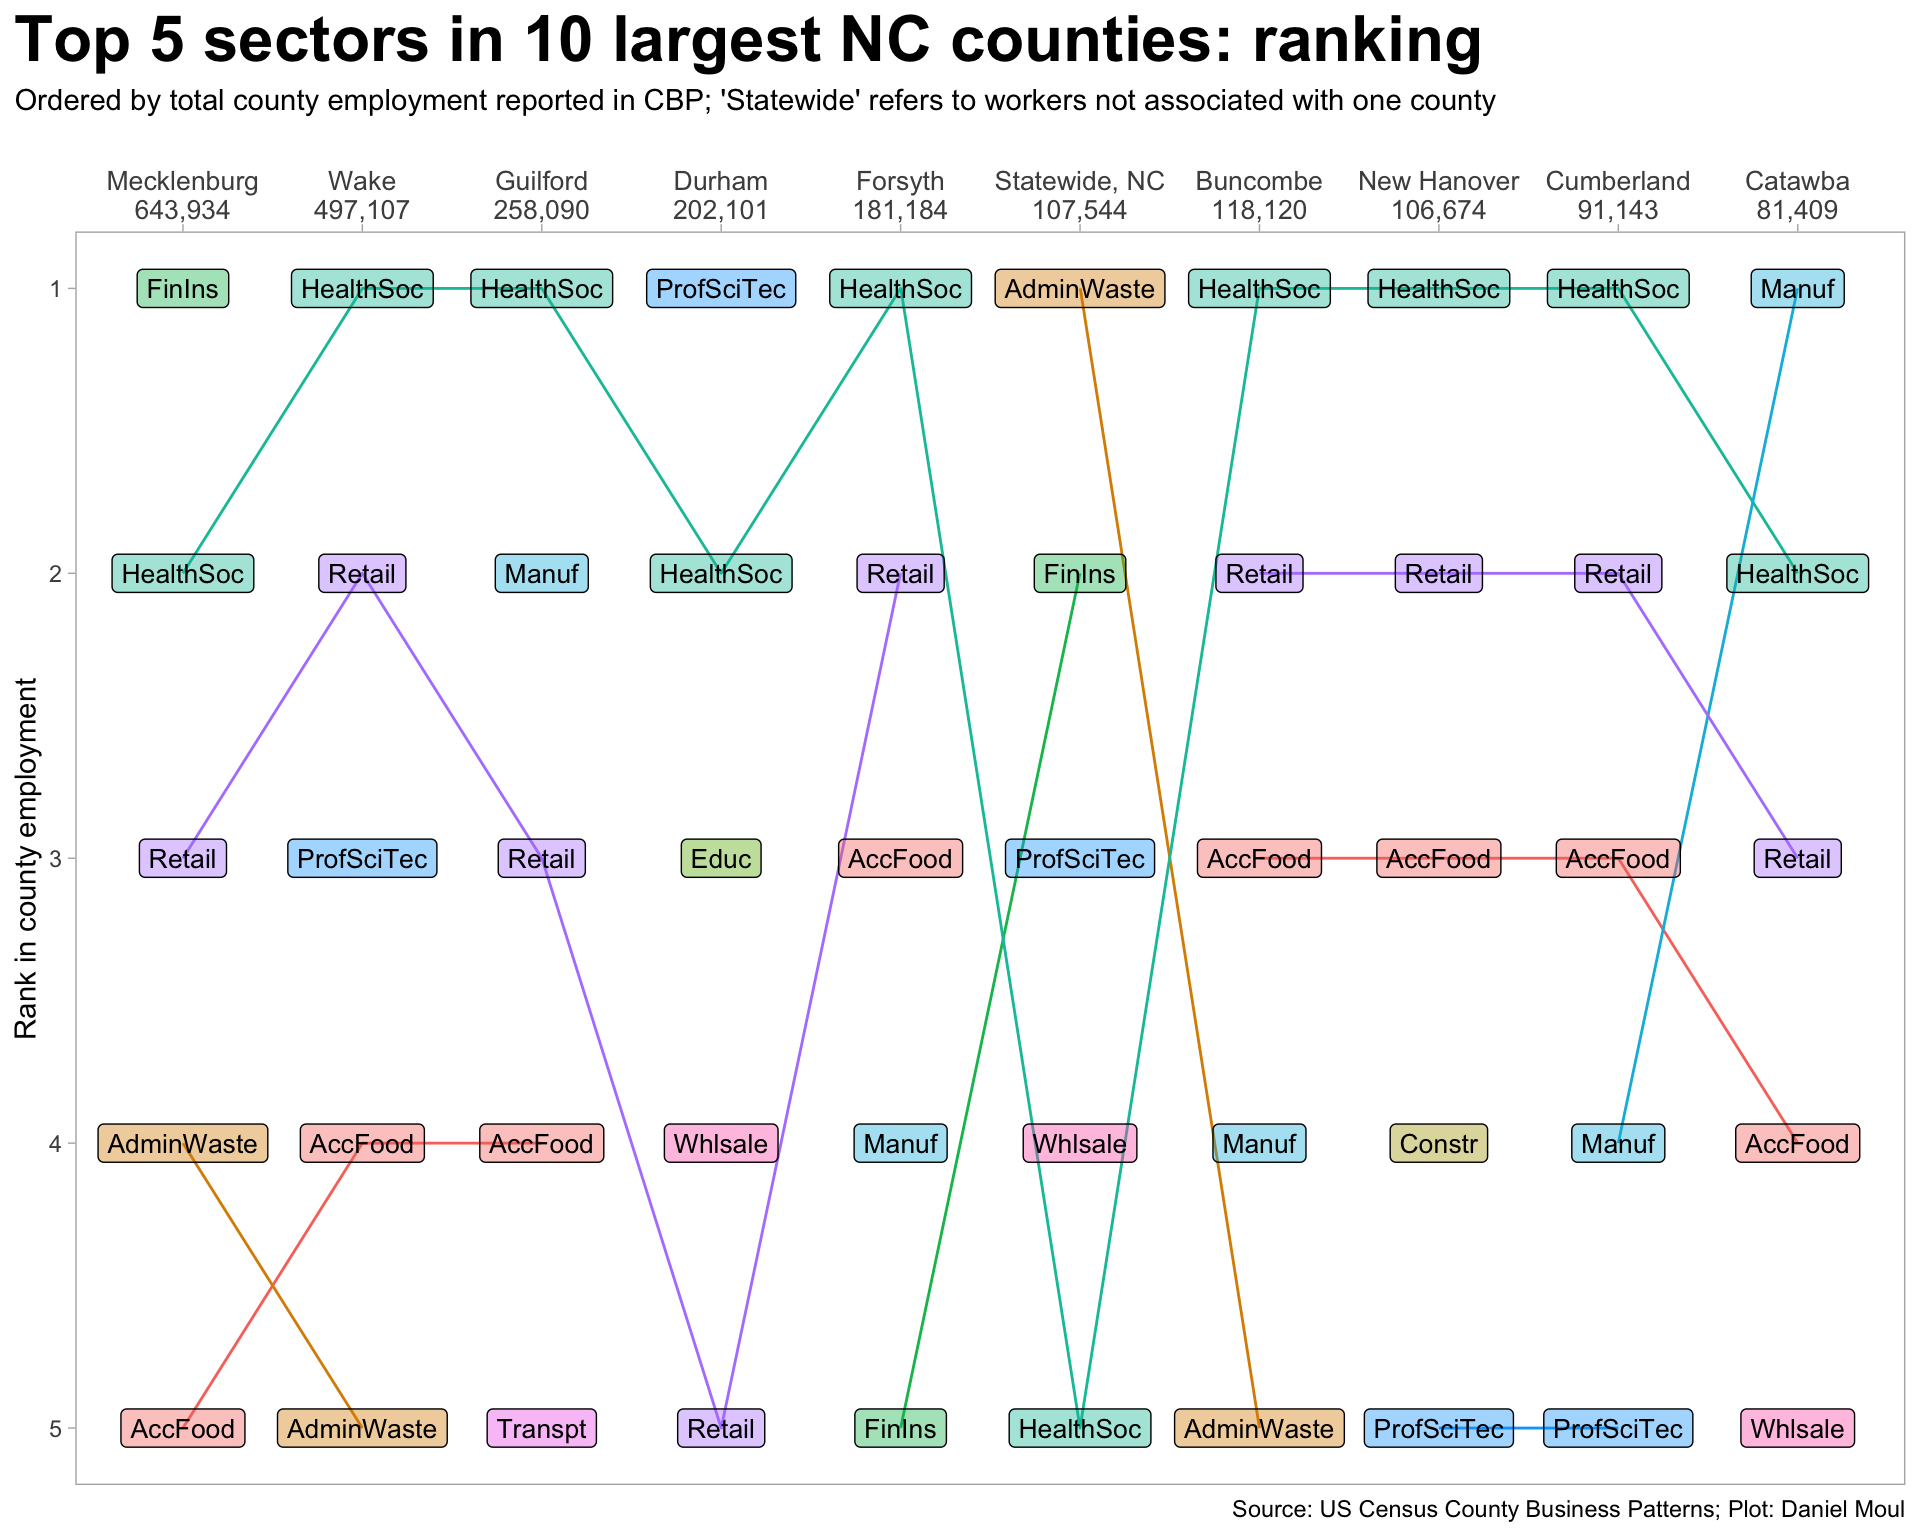 Top 5 sectors in 10 largest NC counties: ranking
Ordered by total county employment reported in CBP; 'Statewide' refers to workers not associated with one county
Mecklenburg Wake Guilford Durham Forsyth Statewide, NC Buncombe New Hanover Cumberland Catawba
643,934 497,107 258,090 202,101 181,184 107,544 118,120 106,674 91,143 81,409
1 FinIns HealthSoc HealthSoc ProfSciTec HealthSoc AdminWaste HealthSoc HealthSoc HealthSoc Manuf
2 HealthSoc Retail Manuf HealthSoc Retail FinIns Retail Retail Retail HealthSoc
Rank in county employment
3 Retail ProfSciTec Retail Educ AccFood ProfSciTec AccFood AccFood AccFood Retail
4 AdminWaste AccFood AccFood Whlsale Manuf Whlsale Manuf Constr Manuf AccFood
5 AccFood AdminWaste Transpt Retail FinIns HealthSoc AdminWaste ProfSciTec ProfSciTec Whlsale
Source: US Census County Business Patterns; Plot: Daniel Moul